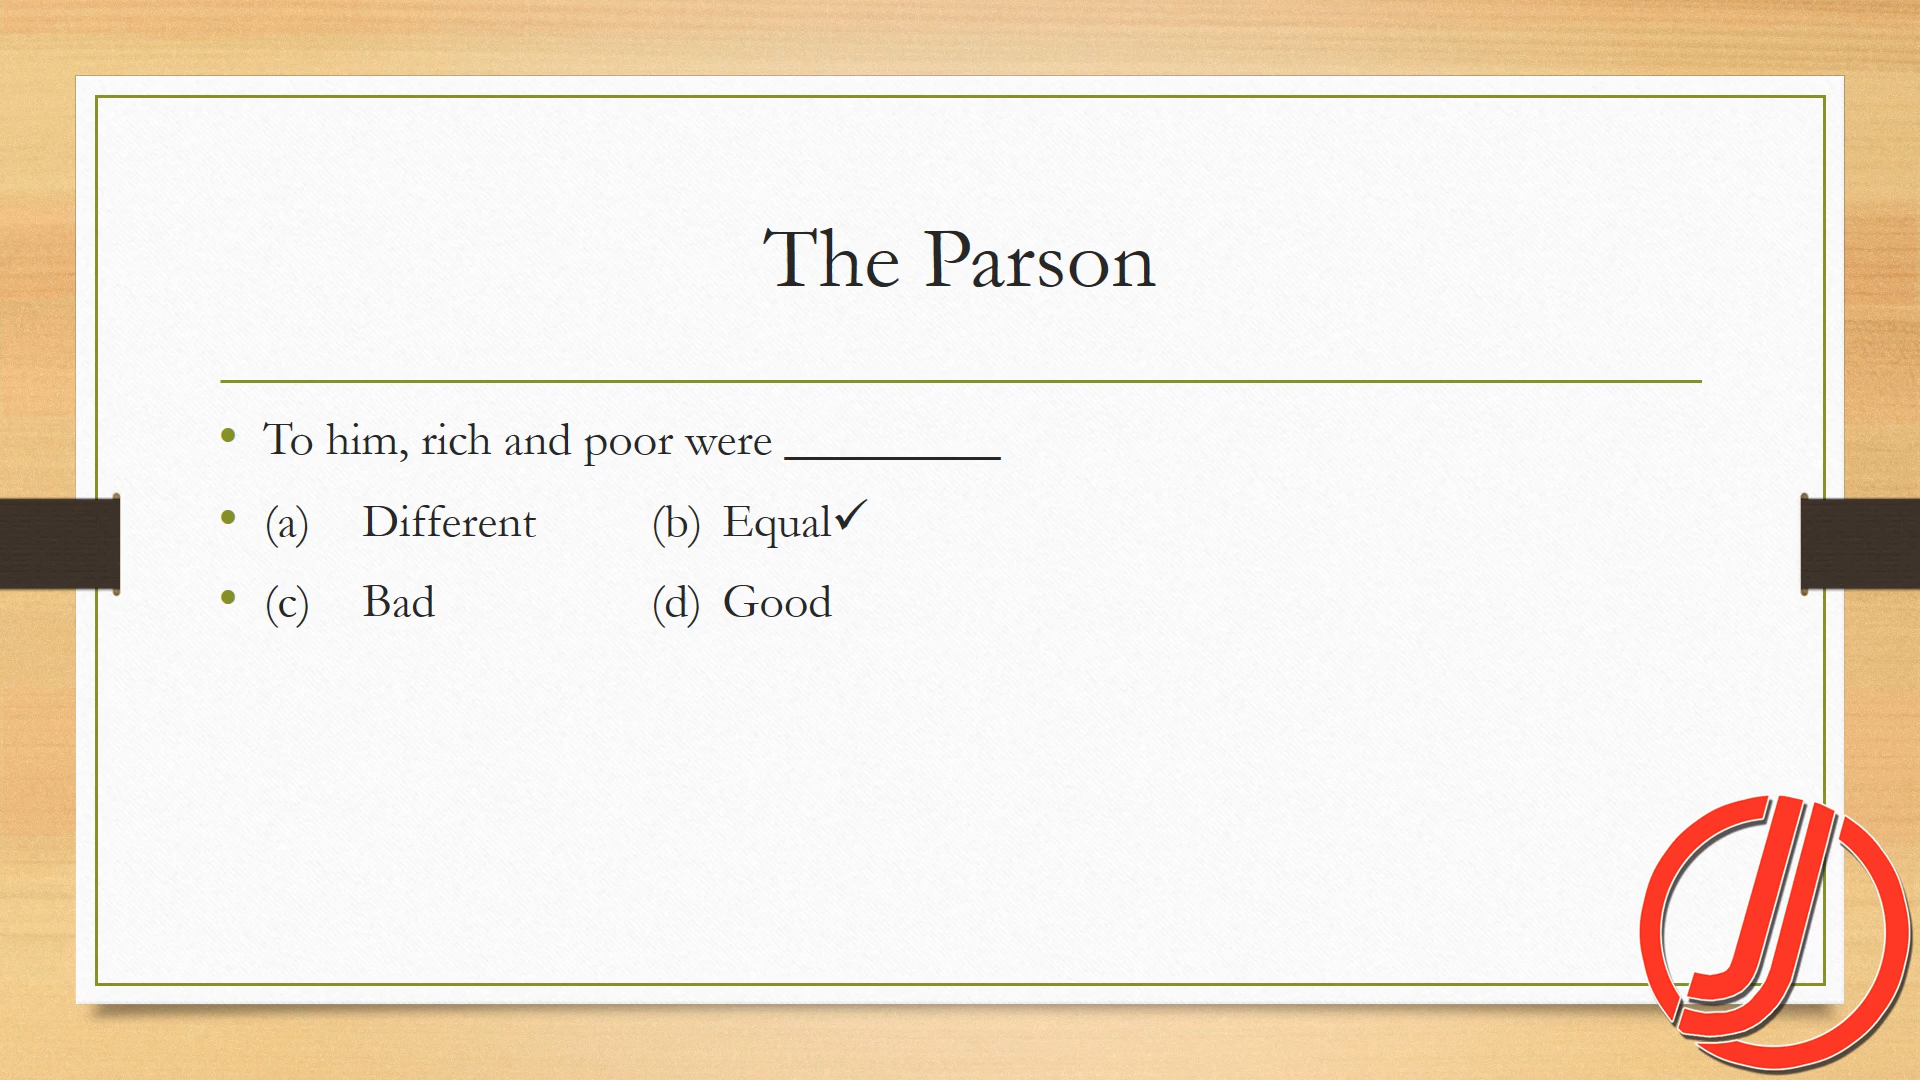 The Parson
• To him, rich and poor were _________
• (a) Different (b) Equal✓
• (c) Bad (d) Good